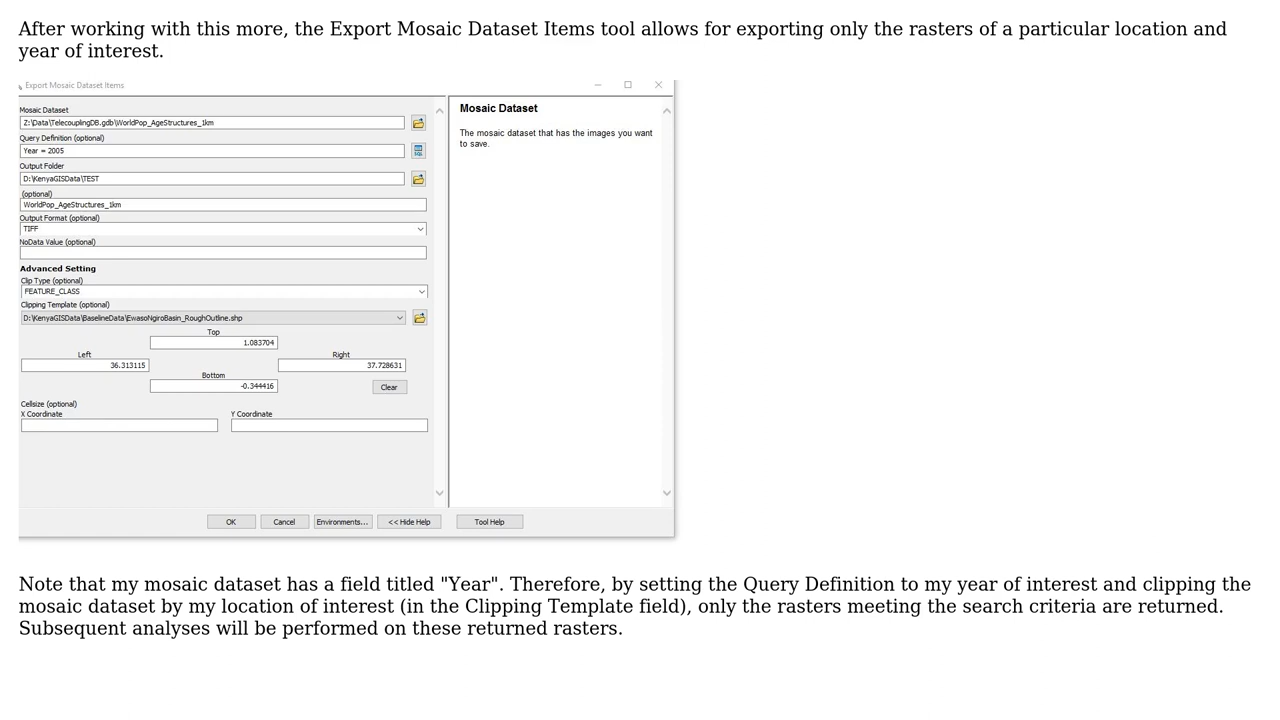 After working with this more, the Export Mosaic Dataset Items tool allows for exporting only the rasters of a particular location and
year of interest.
Export Mosaic Dataset Items
Mosaic Dataset
Z:\Data\TelecouplingDB.gdb\WorldPop_AgeStructures_1km
Query Definition (optional)
Year = 2005
Output Folder
D:\KenyaGISData\TEST
(optional)
WorldPop_AgeStructures_1km
Output Format (optional)
TIFF
NoData Value (optional)
Advanced Setting
Clip Type (optional)
FEATURE_CLASS
Clipping Template (optional)
D:\KenyaGISData\BaselineData\EwasoNgiroBasin_RoughOutline.shp
Top
1.083704
Left
Right
36.313115
37.728631
Bottom
-0.344416
Clear
Cellsize (optional)
X Coordinate
Y Coordinate
OK
Cancel
Environments...
<< Hide Help
Tool Help
Mosaic Dataset
The mosaic dataset that has the images you want
to save.
Note that my mosaic dataset has a field titled "Year". Therefore, by setting the Query Definition to my year of interest and clipping the
mosaic dataset by my location of interest (in the Clipping Template field), only the rasters meeting the search criteria are returned.
Subsequent analyses will be performed on these returned rasters.